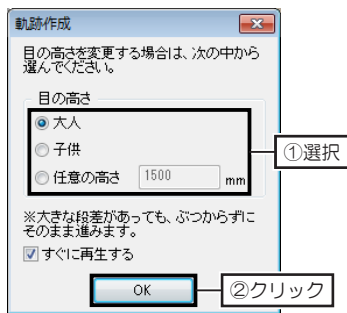 軌跡作成
目の高さを変更する場合は、次の中から
選んでください。
目の高さ
大人
子供
任意の高さ 1500 mm
①選択
※大きな段差があっても、ぶつからずに
そのまま進みます。
すぐに再生する
OK
②クリック